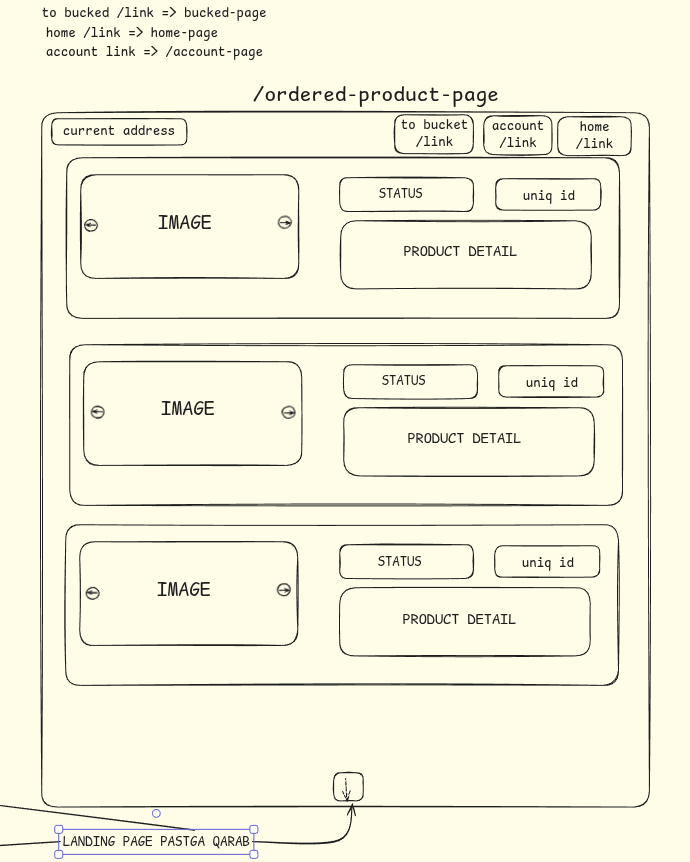 to bucked /link => bucked-page
home /link => home-page
account link => /account-page
/ordered-product-page
current address
to bucket
/link
account
/link
home
/link
IMAGE
STATUS
uniq id
PRODUCT DETAIL
IMAGE
STATUS
uniq id
PRODUCT DETAIL
IMAGE
STATUS
uniq id
PRODUCT DETAIL
LANDING PAGE PASTGA QARAB